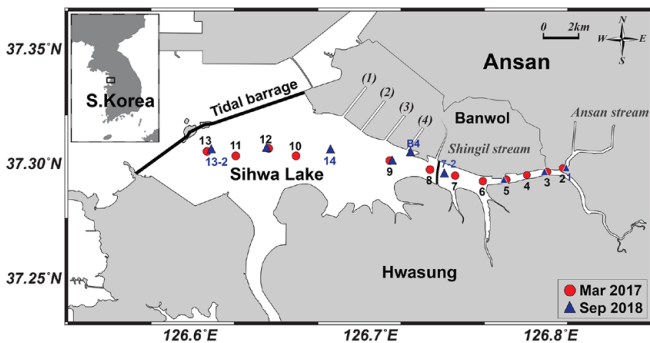 37.35°N
37.30°N
37.25°N
126.6°E
126.7°E
126.8°E
S.Korea
0 2km
N
W E
S
Ansan
Tidal barrage
(1)
(2)
(3)
(4)
Banwol
Ansan stream
Shingil stream
B4
13
12
11
10
13-2
14
9
8
7-2
7
6
5
4
3
2
Sihwa Lake
Hwasung
Mar 2017
Sep 2018